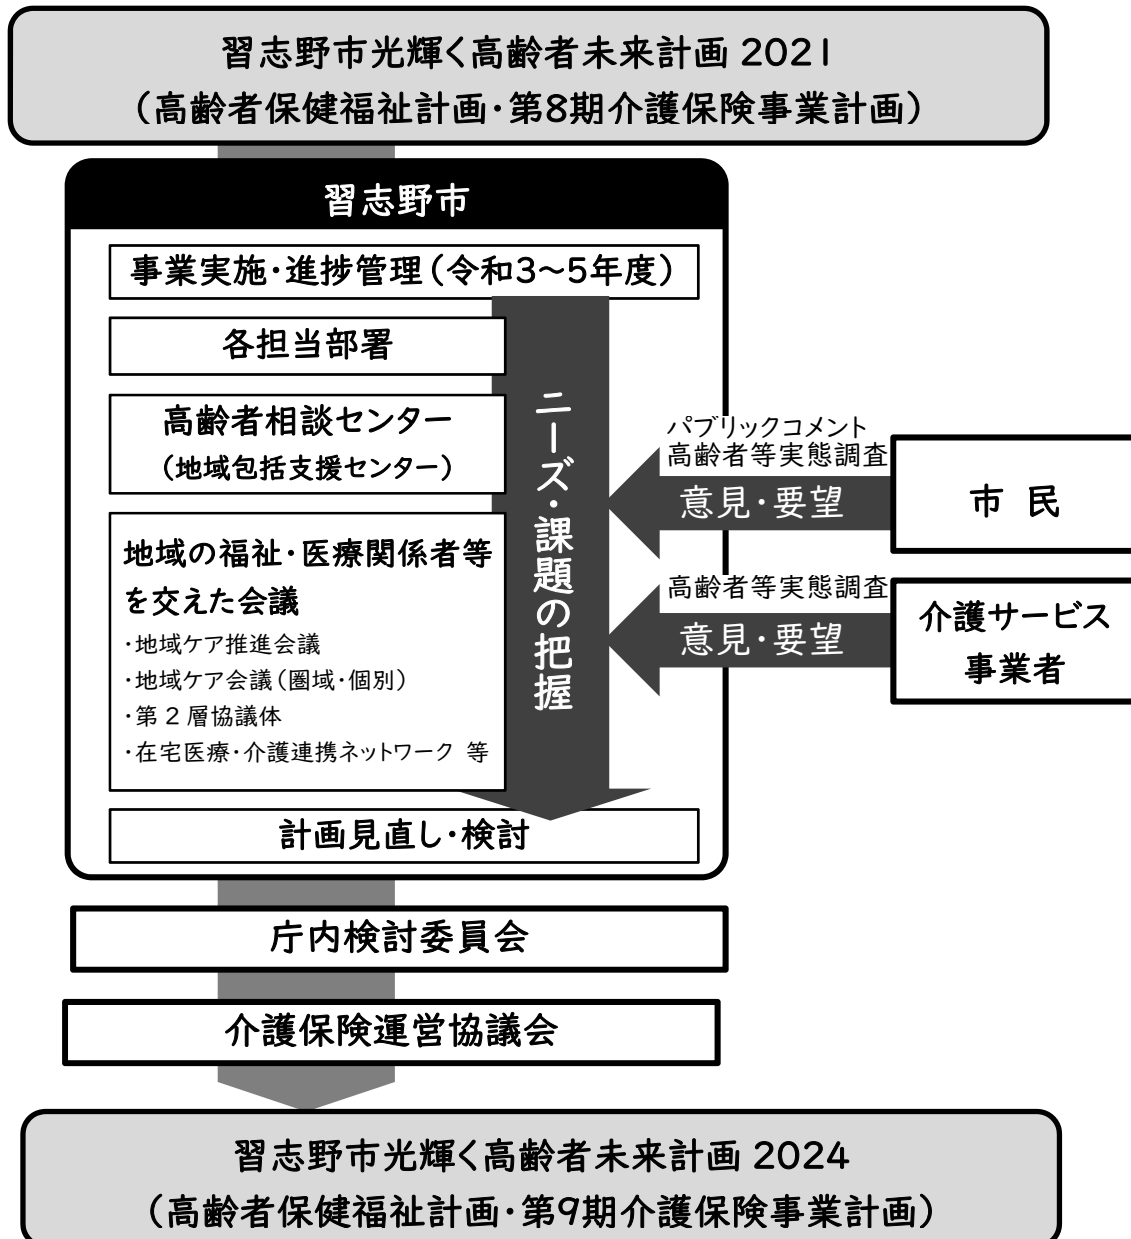 習志野市光輝く高齢者未来計画 2021
（高齢者保健福祉計画・第8期介護保険事業計画）
習志野市
事業実施・進捗管理（令和3～5年度）
各担当部署
高齢者相談センター
（地域包括支援センター）
地域の福祉・医療関係者等
を交えた会議
・地域ケア推進会議
・地域ケア会議（圏域・個別）
・第２層協議体
・在宅医療・介護連携ネットワーク 等
ニーズ・課題の把握
パブリックコメント
高齢者等実態調査
意見・要望
市 民
高齢者等実態調査
意見・要望
介護サービス
事業者
計画見直し・検討
庁内検討委員会
介護保険運営協議会
習志野市光輝く高齢者未来計画 2024
（高齢者保健福祉計画・第9期介護保険事業計画）